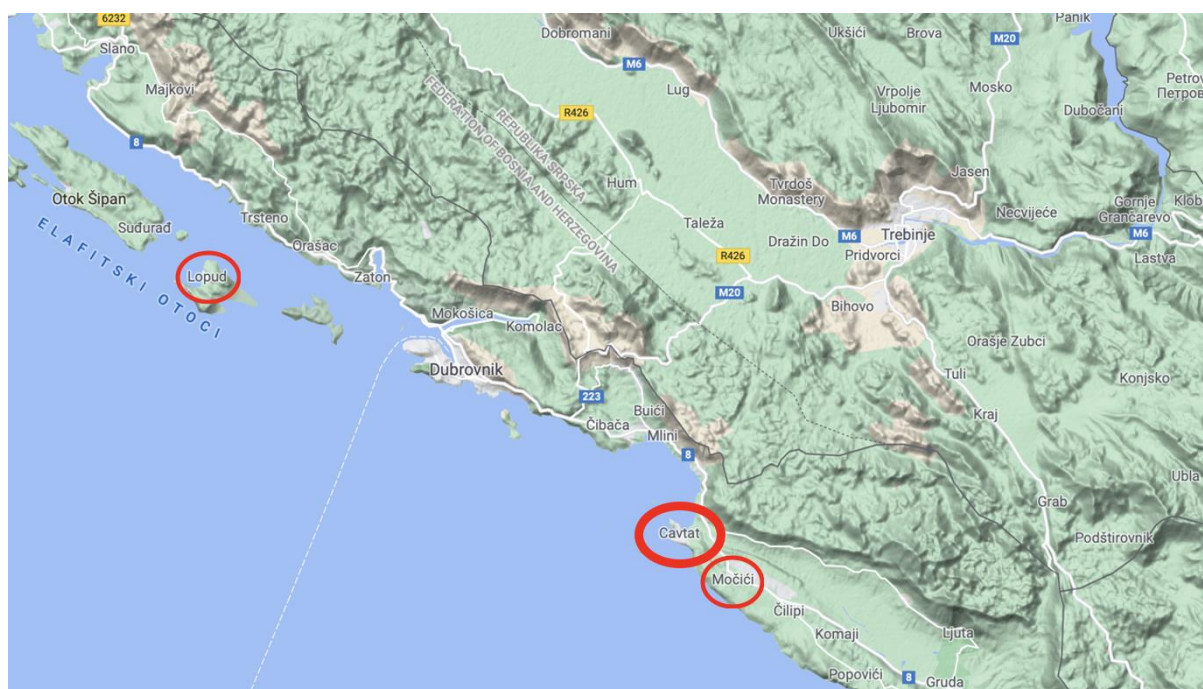 6232
Slano
Majkovi
8
Otok Šipan
Suđurađ
ELAFITSKI OTOCI
Lopud
Trsteno
Orašac
Zaton
Mokošica
Komolac
Dubrovnik
223
Buići
Čibača
Mlini
8
Cavtat
Močići
Čilipi
Komaji
Ljuta
Popovići
8
Gruda
Dobromani
M6
Lug
R426
REPUBLIKA SRPSKA
FEDERATION OF BOSNIA AND HERZEGOVINA
Hum
Taleža
R426
M20
Ukšići
Brova
Panik
M20
Mosko
Vrpolje
Ljubomir
Dubočani
Petrov
Петров
Jasen
Tvrdoš
Monastery
Dražin Do
M6
Trebinje
Pridvorci
Necvijeće
Gornje
Grančarevo
Klob
M6
Lastva
Bihovo
Orašje Zubci
Tuli
Konjsko
Kraj
Ubla
Grab
Podštirovnik